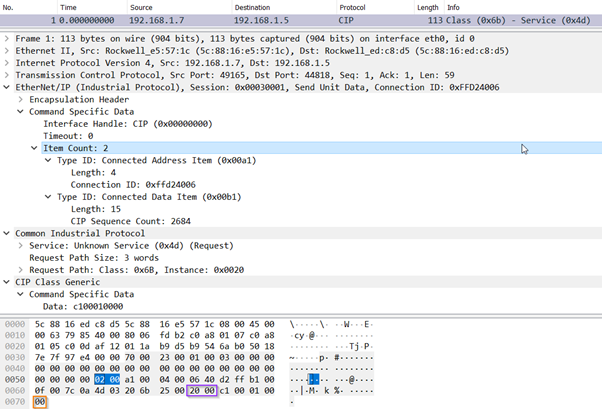 No. Time Source Destination Protocol Length Info
1 0.000000000 192.168.1.7 192.168.1.5 CIP 113 Class (0x6b) - Service (0x4d)
Frame 1: 113 bytes on wire (904 bits), 113 bytes captured (904 bits) on interface eth0, id 0
Ethernet II, Src: Rockwell_e5:57:1c (5c:88:16:e5:57:1c), Dst: Rockwell_ed:c8:d5 (5c:88:16:ed:c8:d5)
Internet Protocol Version 4, Src: 192.168.1.7, Dst: 192.168.1.5
Transmission Control Protocol, Src Port: 49165, Dst Port: 44818, Seq: 1, Ack: 1, Len: 59
EtherNet/IP (Industrial Protocol), Session: 0x00030001, Send Unit Data, Connection ID: 0xFFD24006
Encapsulation Header
Command Specific Data
Interface Handle: CIP (0x00000000)
Timeout: 0
Item Count: 2
Type ID: Connected Address Item (0x00a1)
Length: 4
Connection ID: 0xffd24006
Type ID: Connected Data Item (0x00b1)
Length: 15
CIP Sequence Count: 2684
Common Industrial Protocol
Service: Unknown Service (0x4d) (Request)
Request Path Size: 3 words
Request Path: Class: 0x6B, Instance: 0x0020
CIP Class Generic
Command Specific Data
Data: c100010000
0000 5c 88 16 ed c8 d5 5c 88 16 e5 57 1c 08 00 45 00 \·····\· ··W···E·
0010 00 63 79 85 40 00 80 06 fd b2 c0 a8 01 07 c0 a8 ·cy·@··· ········
0020 01 05 c0 0d af 12 01 1a b9 d5 b9 54 6a eb 50 18 ········ ···Tj·P·
0030 7e 7f 97 e4 00 00 70 00 23 00 01 00 03 00 00 00 ~·····p· #·······
0040 00 00 00 00 00 00 00 00 00 00 00 00 00 00 00 00 ········ ········
0050 00 00 00 00 02 00 a1 00 04 00 06 40 d2 ff b1 00 ········ ···@····
0060 0f 00 7c 0a 4d 03 20 6b 25 00 20 00 c1 00 01 00 ··|·M· k %· ·····
0070 00 ·